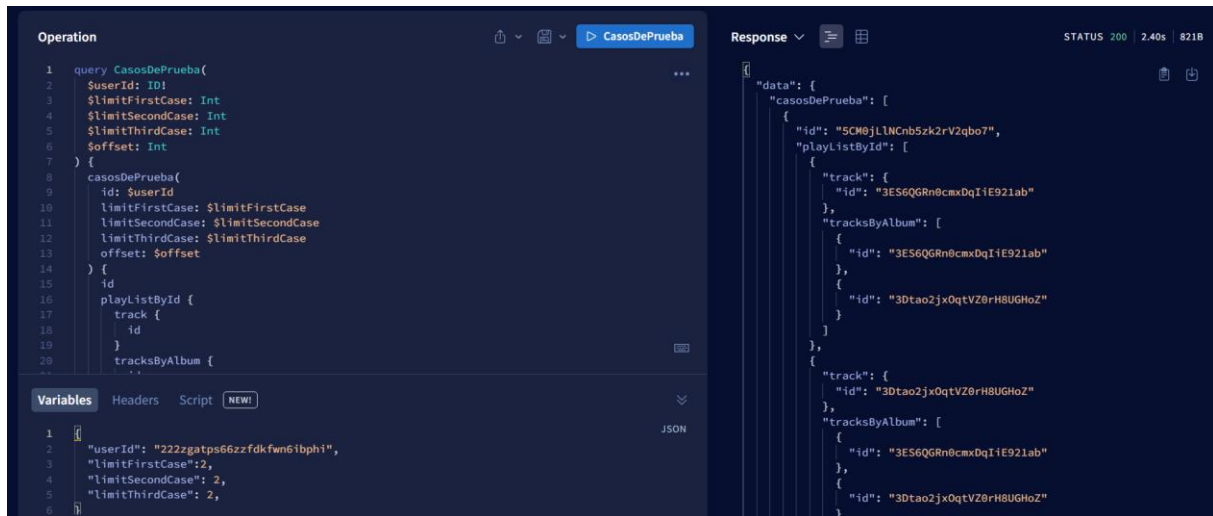 Operation
CasosDePrueba
1 query CasosDePrueba(
2 $userId: ID!
3 $limitFirstCase: Int
4 $limitSecondCase: Int
5 $limitThirdCase: Int
6 $offset: Int
7 ) {
8 casosDePrueba(
9 id: $userId
10 limitFirstCase: $limitFirstCase
11 limitSecondCase: $limitSecondCase
12 limitThirdCase: $limitThirdCase
13 offset: $offset
14 ) {
15 id
16 playListById {
17 track {
18 id
19 }
20 tracksByAlbum {
Variables Headers Script NEW!
JSON
1 {
2 "userId": "222zgatps66zzfdkfwn6ibphi",
3 "limitFirstCase":2,
4 "limitSecondCase": 2,
5 "limitThirdCase": 2,
6 }
Response STATUS 200 2.40s 821B
{
"data": {
"casosDePrueba": [
{
"id": "5CM0jLlNCnb5zk2rV2qbo7",
"playListById": [
{
"track": {
"id": "3ES6QGRn0cmxDqIiE921ab"
},
"tracksByAlbum": [
{
"id": "3ES6QGRn0cmxDqIiE921ab"
},
{
"id": "3Dtao2jxOqtVZ0rH8UGHoZ"
}
]
},
{
"track": {
"id": "3Dtao2jxOqtVZ0rH8UGHoZ"
},
"tracksByAlbum": [
{
"id": "3ES6QGRn0cmxDqIiE921ab"
},
{
"id": "3Dtao2jxOqtVZ0rH8UGHoZ"
}